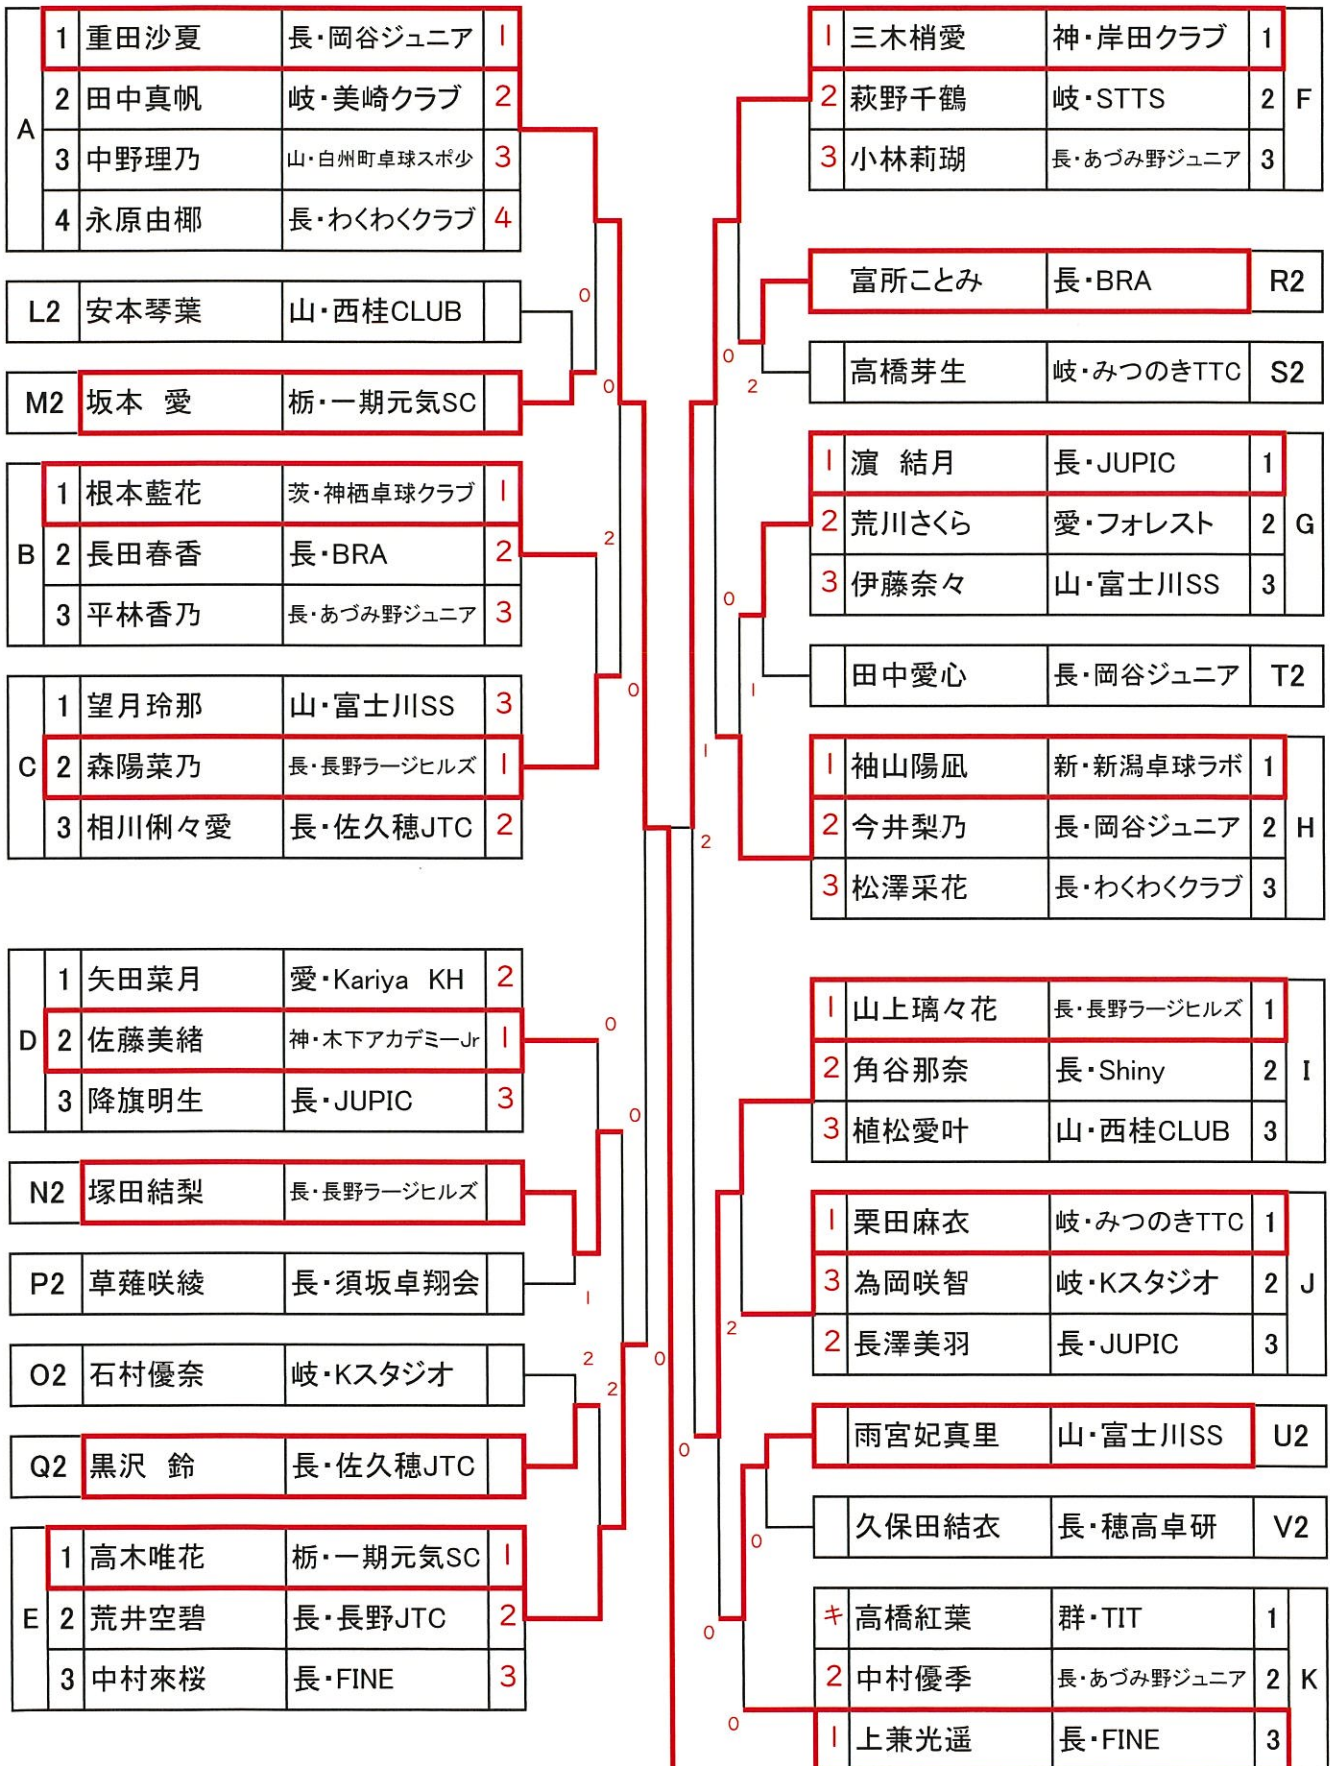 A
1 重田沙夏 長・岡谷ジュニア 1
2 田中真帆 岐・美崎クラブ 2
3 中野理乃 山・白州町卓球スポ少 3
4 永原由梛 長・わくわくクラブ 4
L2 安本琴葉 山・西桂CLUB
0
M2 坂本 愛 栃・一期元気SC
0
B
1 根本藍花 茨・神栖卓球クラブ 1
2 長田春香 長・BRA 2
3 平林香乃 長・あづみ野ジュニア 3
2
C
1 望月玲那 山・富士川SS 3
2 森陽菜乃 長・長野ラージヒルズ 1
3 相川俐々愛 長・佐久穂JTC 2
0
D
1 矢田菜月 愛・Kariya KH 2
2 佐藤美緒 神・木下アカデミーJr 1
3 降旗明生 長・JUPIC 3
0
0
N2 塚田結梨 長・長野ラージヒルズ
P2 草薙咲綾 長・須坂卓翔会
1
O2 石村優奈 岐・Kスタジオ
2
0
2
Q2 黒沢 鈴 長・佐久穂JTC
E
1 高木唯花 栃・一期元気SC 1
2 荒井空碧 長・長野JTC 2
3 中村來桜 長・FINE 3
1 三木梢愛 神・岸田クラブ 1
2 萩野千鶴 岐・STTS 2
3 小林莉瑚 長・あづみ野ジュニア 3
F
富所ことみ 長・BRA R2
0
2
高橋芽生 岐・みつのきTTC S2
1 濵 結月 長・JUPIC 1
2 荒川さくら 愛・フォレスト 2
3 伊藤奈々 山・富士川SS 3
G
0
田中愛心 長・岡谷ジュニア T2
1
1
1 袖山陽凪 新・新潟卓球ラボ 1
2 今井梨乃 長・岡谷ジュニア 2
3 松澤采花 長・わくわくクラブ 3
H
2
1 山上璃々花 長・長野ラージヒルズ 1
2 角谷那奈 長・Shiny 2
3 植松愛叶 山・西桂CLUB 3
I
1 栗田麻衣 岐・みつのきTTC 1
3 為岡咲智 岐・Kスタジオ 2
2 長澤美羽 長・JUPIC 3
J
2
雨宮妃真里 山・富士川SS U2
0
久保田結衣 長・穂高卓研 V2
0
キ 高橋紅葉 群・TIT 1
2 中村優季 長・あづみ野ジュニア 2
1 上兼光遥 長・FINE 3
K
0
0